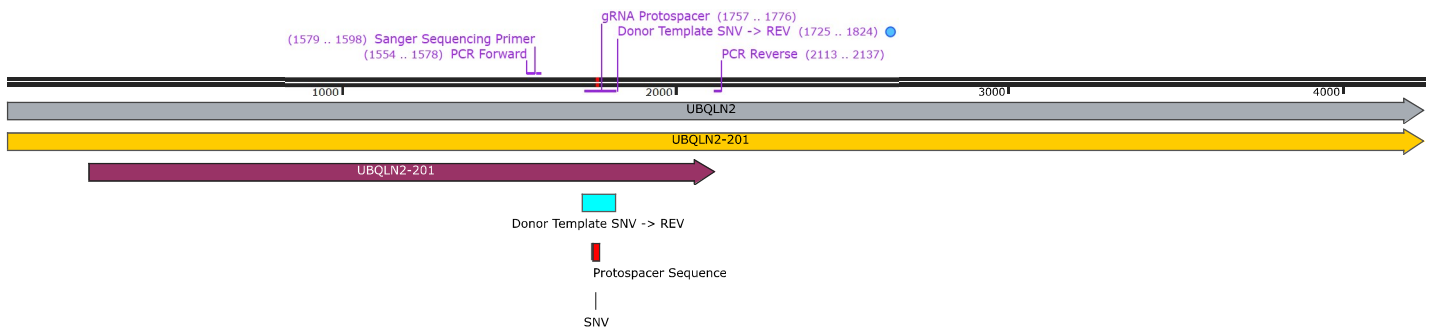 gRNA Protospacer (1757 .. 1776)
(1579 .. 1598) Sanger Sequencing Primer
Donor Template SNV -> REV (1725 .. 1824)
(1554 .. 1578) PCR Forward
PCR Reverse (2113 .. 2137)
1000
2000
3000
4000
UBQLN2
UBQLN2-201
UBQLN2-201
Donor Template SNV -> REV
Protospacer Sequence
SNV